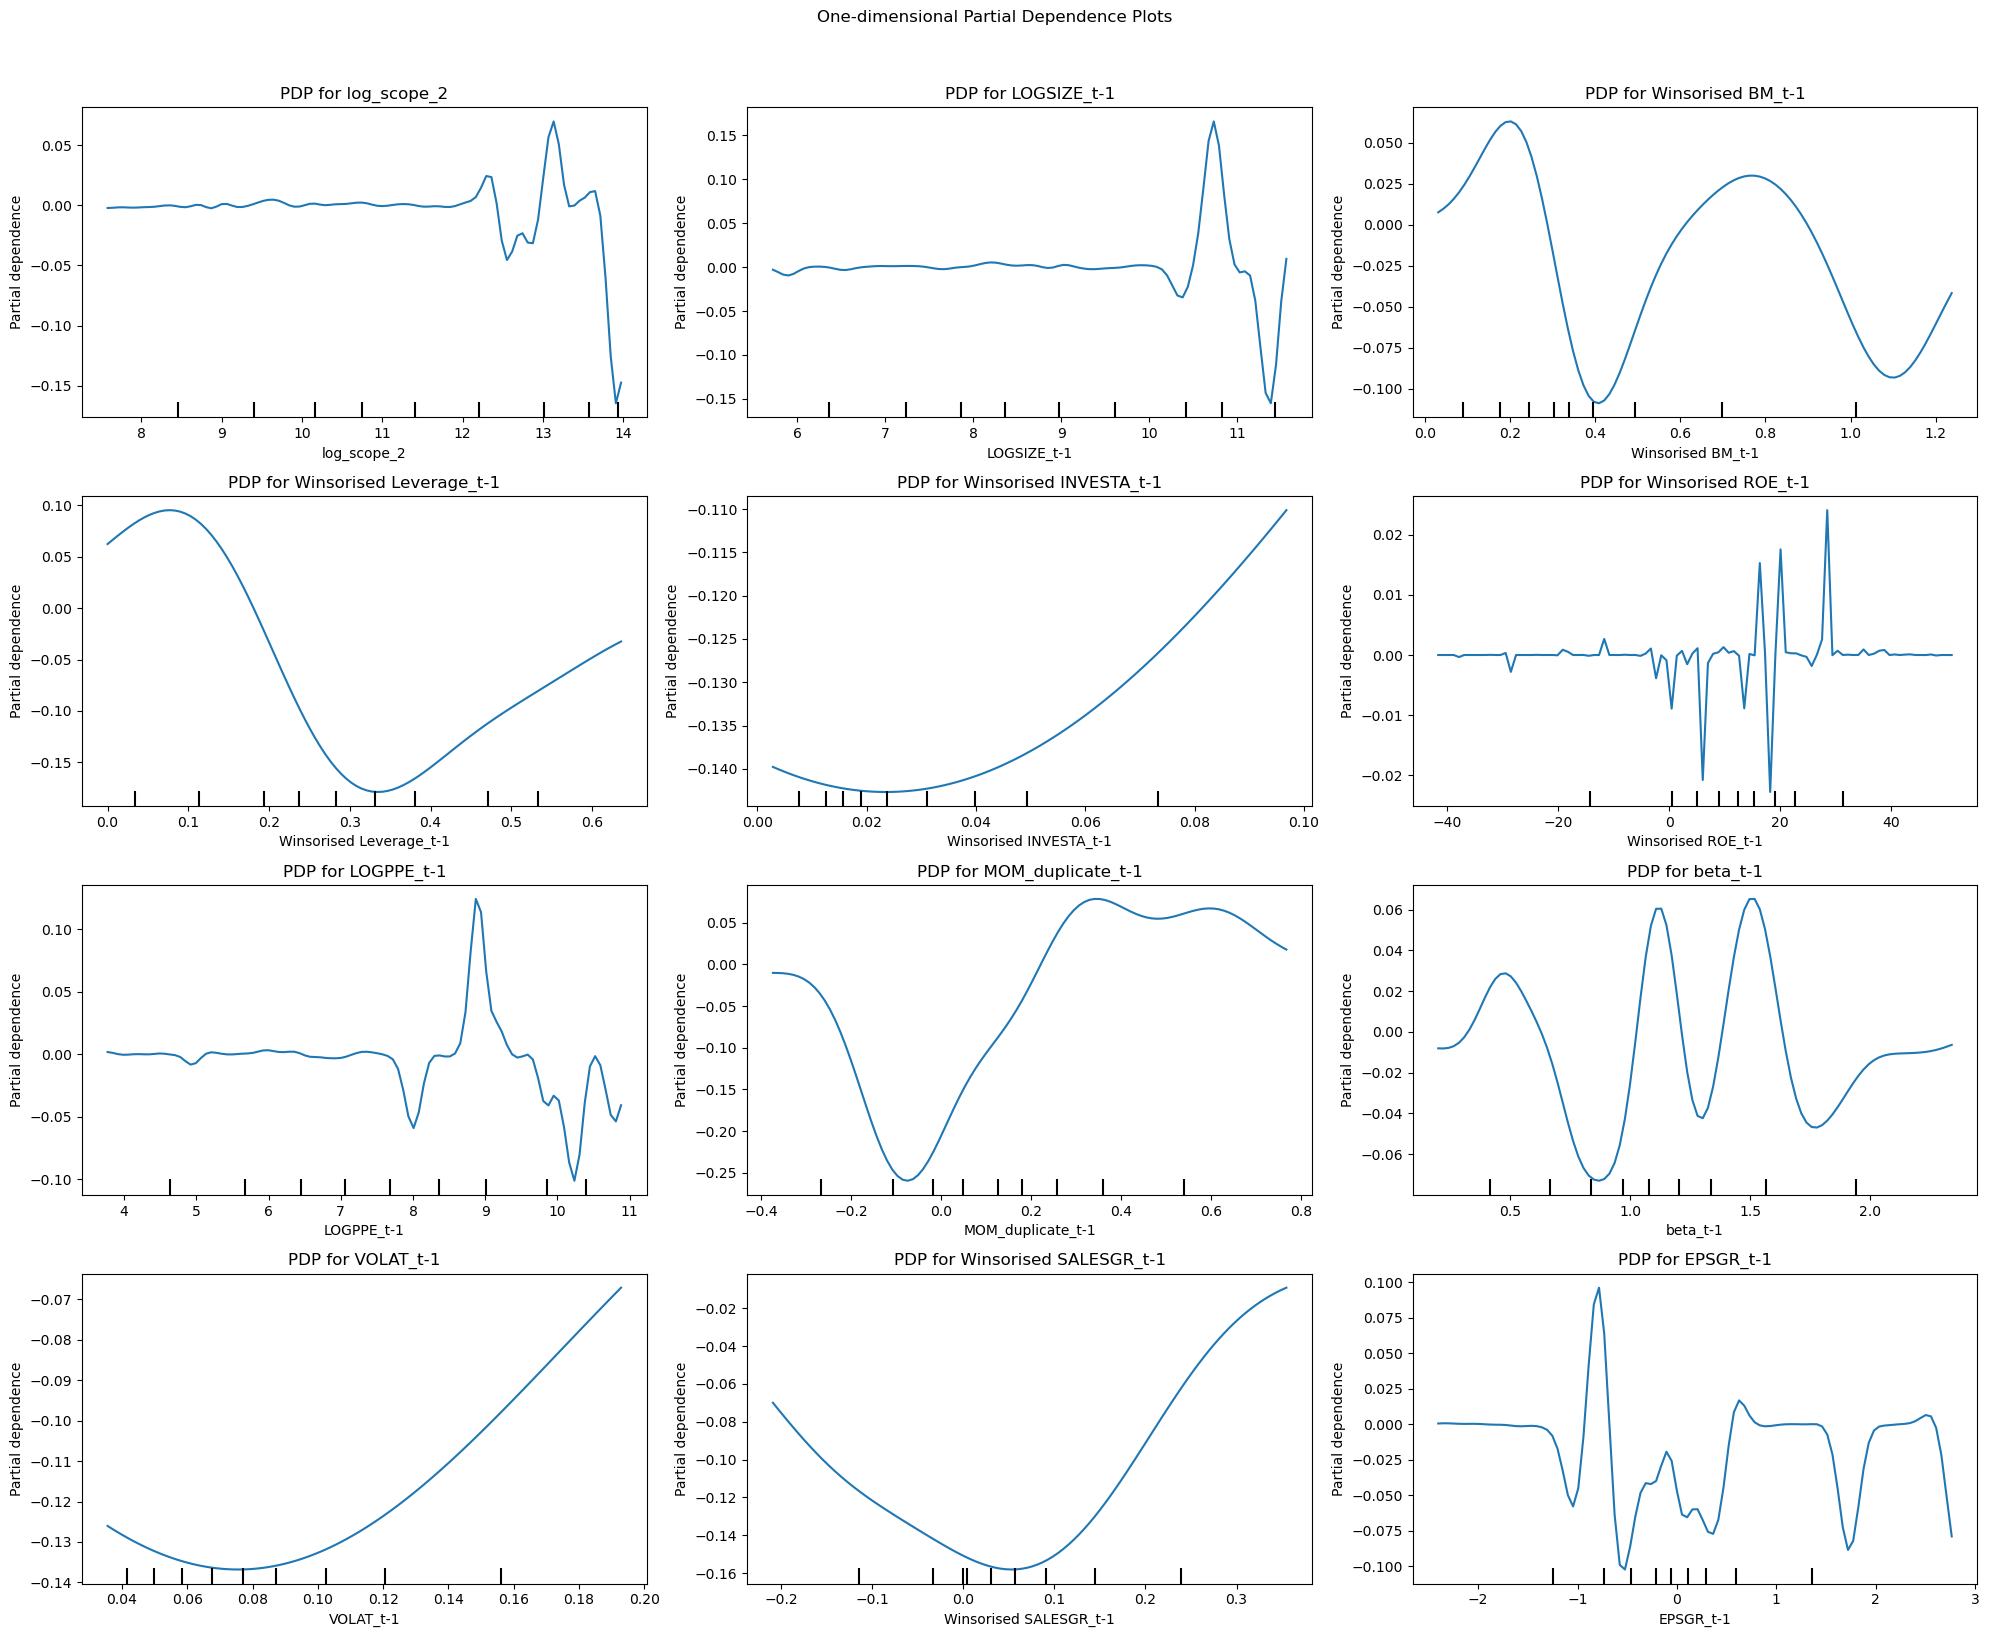 One-dimensional Partial Dependence Plots
PDP for log_scope_2
Partial dependence
0.05
0.00
−0.05
−0.10
−0.15
8 9 10 11 12 13 14
log_scope_2
PDP for LOGSIZE_t-1
Partial dependence
0.15
0.10
0.05
0.00
−0.05
−0.10
−0.15
6 7 8 9 10 11
LOGSIZE_t-1
PDP for Winsorised BM_t-1
Partial dependence
0.050
0.025
0.000
−0.025
−0.050
−0.075
−0.100
0.0 0.2 0.4 0.6 0.8 1.0 1.2
Winsorised BM_t-1
PDP for Winsorised Leverage_t-1
Partial dependence
0.10
0.05
0.00
−0.05
−0.10
−0.15
0.0 0.1 0.2 0.3 0.4 0.5 0.6
Winsorised Leverage_t-1
PDP for Winsorised INVESTA_t-1
Partial dependence
−0.110
−0.115
−0.120
−0.125
−0.130
−0.135
−0.140
0.00 0.02 0.04 0.06 0.08 0.10
Winsorised INVESTA_t-1
PDP for Winsorised ROE_t-1
Partial dependence
0.02
0.01
0.00
−0.01
−0.02
−40 −20 0 20 40
Winsorised ROE_t-1
PDP for LOGPPE_t-1
Partial dependence
0.10
0.05
0.00
−0.05
−0.10
4 5 6 7 8 9 10 11
LOGPPE_t-1
PDP for MOM_duplicate_t-1
Partial dependence
0.05
0.00
−0.05
−0.10
−0.15
−0.20
−0.25
−0.4 −0.2 0.0 0.2 0.4 0.6 0.8
MOM_duplicate_t-1
PDP for beta_t-1
Partial dependence
0.06
0.04
0.02
0.00
−0.02
−0.04
−0.06
0.5 1.0 1.5 2.0
beta_t-1
PDP for VOLAT_t-1
Partial dependence
−0.07
−0.08
−0.09
−0.10
−0.11
−0.12
−0.13
−0.14
0.04 0.06 0.08 0.10 0.12 0.14 0.16 0.18 0.20
VOLAT_t-1
PDP for Winsorised SALESGR_t-1
Partial dependence
−0.02
−0.04
−0.06
−0.08
−0.10
−0.12
−0.14
−0.16
−0.2 −0.1 0.0 0.1 0.2 0.3
Winsorised SALESGR_t-1
PDP for EPSGR_t-1
Partial dependence
0.100
0.075
0.050
0.025
0.000
−0.025
−0.050
−0.075
−0.100
−2 −1 0 1 2 3
EPSGR_t-1